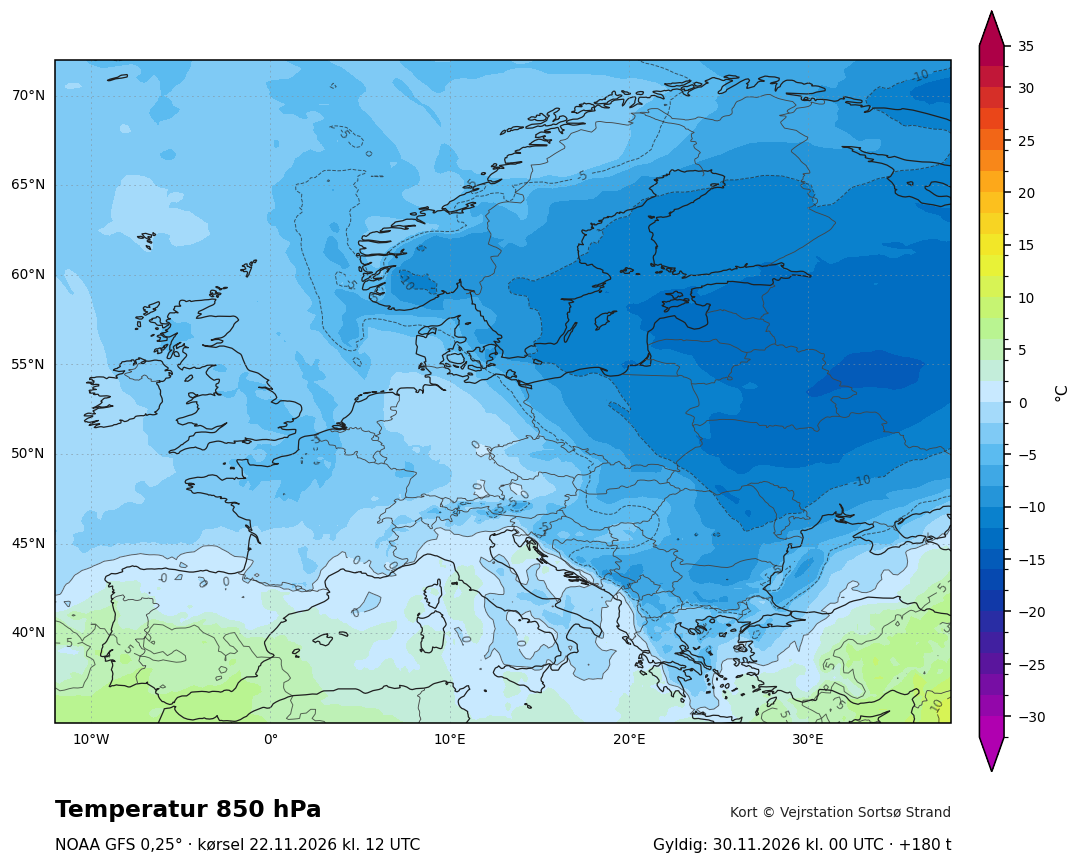 70°N
65°N
60°N
55°N
50°N
45°N
40°N
10°W
0°
10°E
20°E
30°E
35
30
25
20
15
10
5
0
−5
−10
−15
−20
−25
−30
°C
Temperatur 850 hPa
Kort © Vejrstation Sortsø Strand
NOAA GFS 0,25° · kørsel 22.11.2026 kl. 12 UTC
Gyldig: 30.11.2026 kl. 00 UTC · +180 t